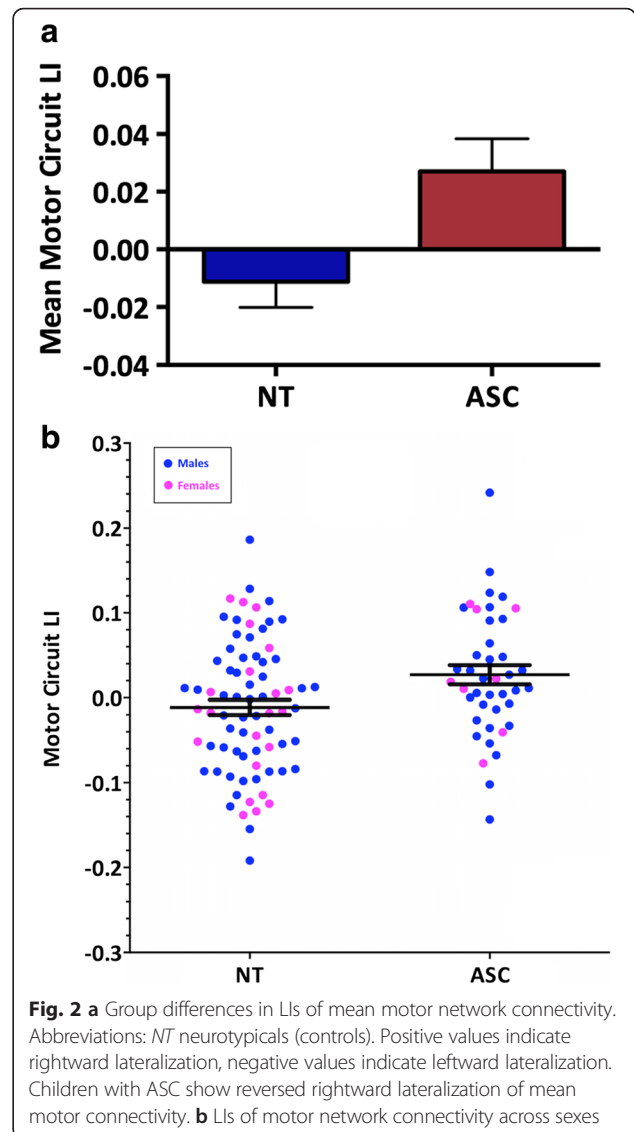 a
Mean Motor Circuit LI
0.06
0.04
0.02
0.00
-0.02
-0.04
NT
ASC
b
Motor Circuit LI
0.3
0.2
0.1
0.0
-0.1
-0.2
-0.3
Males
Females
NT
ASC
Fig. 2 a Group differences in LIs of mean motor network connectivity.
Abbreviations: NT neurotypicals (controls). Positive values indicate
rightward lateralization, negative values indicate leftward lateralization.
Children with ASC show reversed rightward lateralization of mean
motor connectivity. b LIs of motor network connectivity across sexes